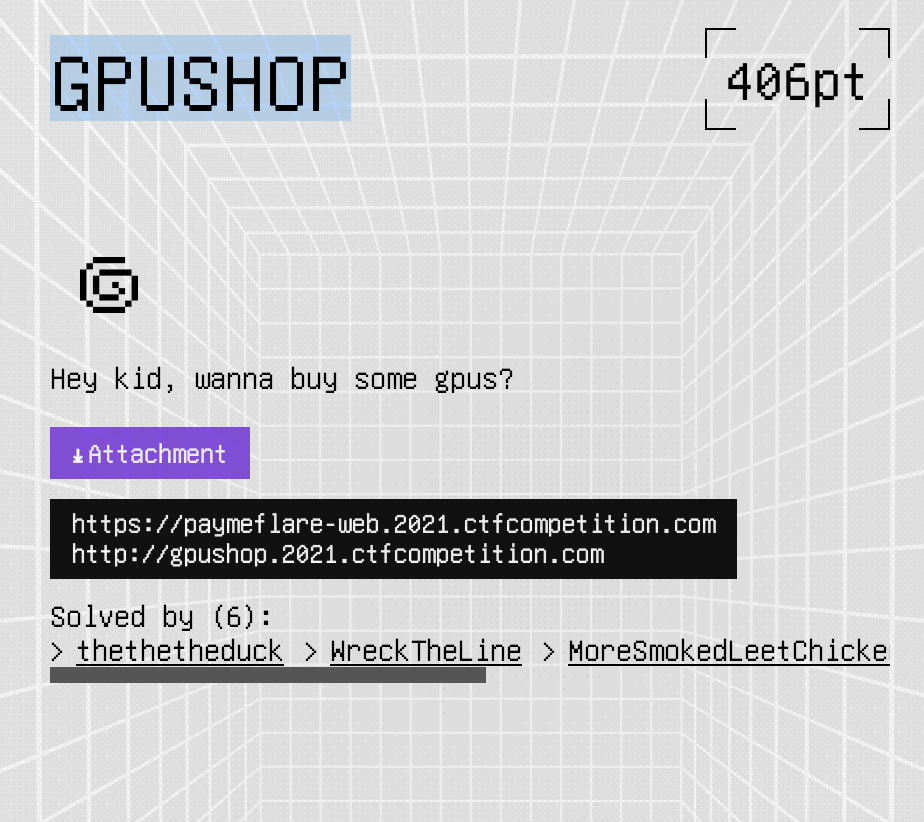 GPUSHOP
406pt
Hey kid, wanna buy some gpus?
Attachment
https://paymeflare-web.2021.ctfcompetition.com
http://gpushop.2021.ctfcompetition.com
Solved by (6):
> thethetheduck > WreckTheLine > MoreSmokedLeetChicke